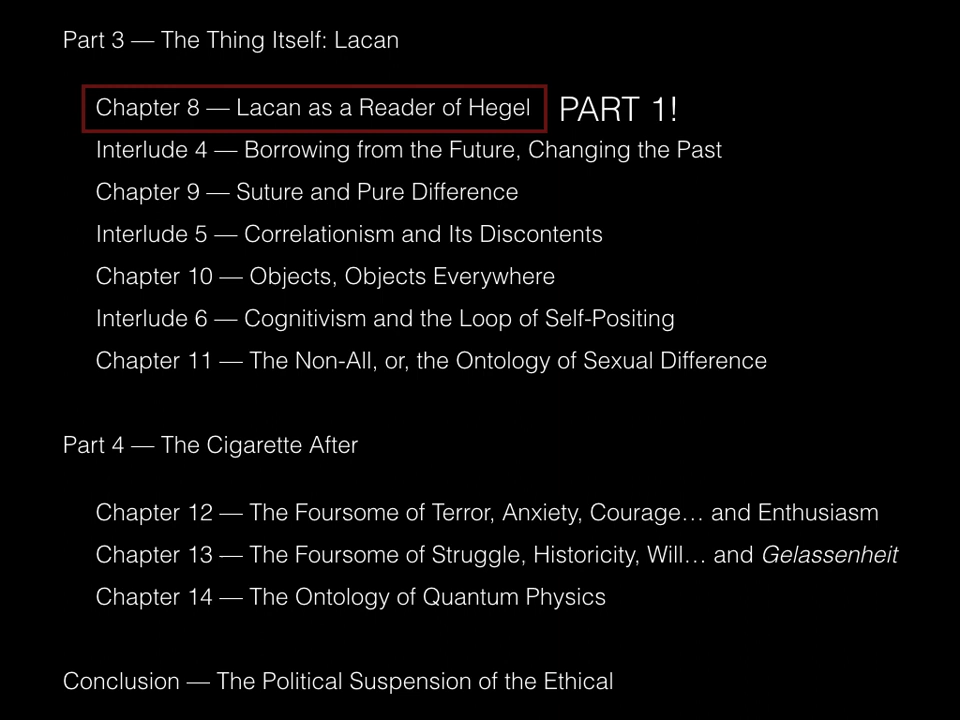 Part 3 — The Thing Itself: Lacan
Chapter 8 — Lacan as a Reader of Hegel PART 1!
Interlude 4 — Borrowing from the Future, Changing the Past
Chapter 9 — Suture and Pure Difference
Interlude 5 — Correlationism and Its Discontents
Chapter 10 — Objects, Objects Everywhere
Interlude 6 — Cognitivism and the Loop of Self-Positing
Chapter 11 — The Non-All, or, the Ontology of Sexual Difference
Part 4 — The Cigarette After
Chapter 12 — The Foursome of Terror, Anxiety, Courage… and Enthusiasm
Chapter 13 — The Foursome of Struggle, Historicity, Will… and Gelassenheit
Chapter 14 — The Ontology of Quantum Physics
Conclusion — The Political Suspension of the Ethical